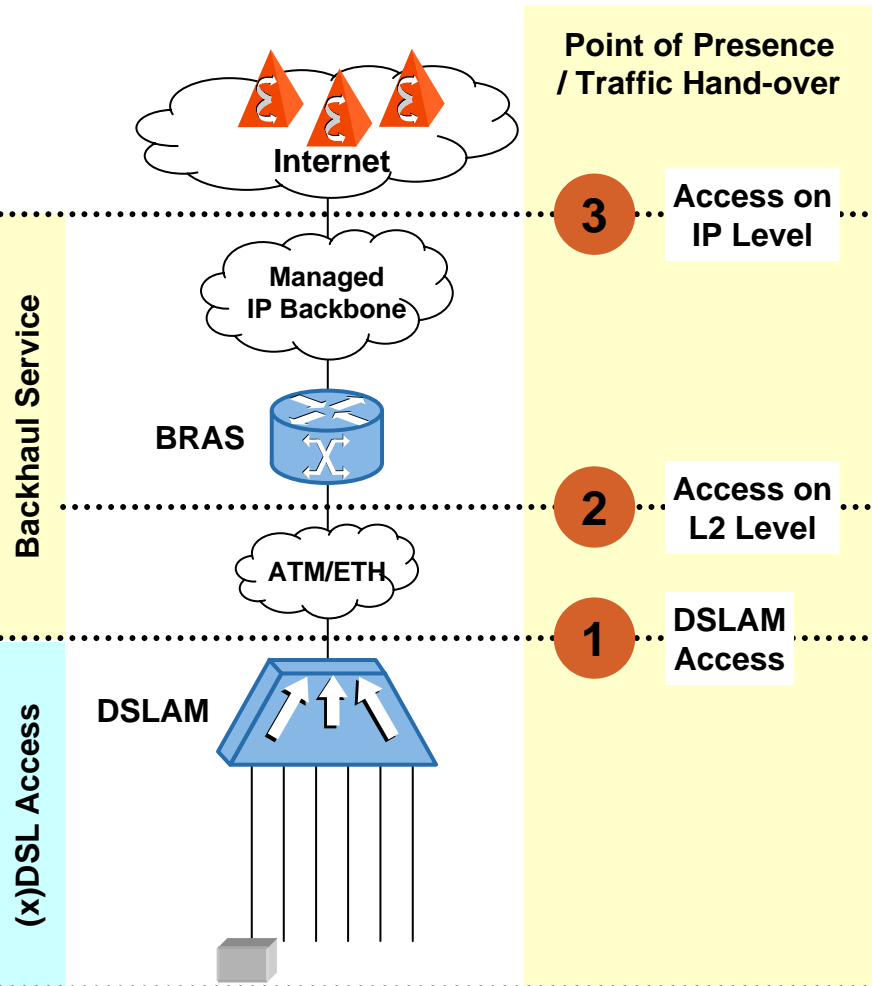 Point of Presence
/ Traffic Hand-over
Internet
3
Access on
IP Level
Managed
IP Backbone
Backhaul Service
BRAS
2
Access on
L2 Level
ATM/ETH
1
DSLAM
Access
DSLAM
(x)DSL Access